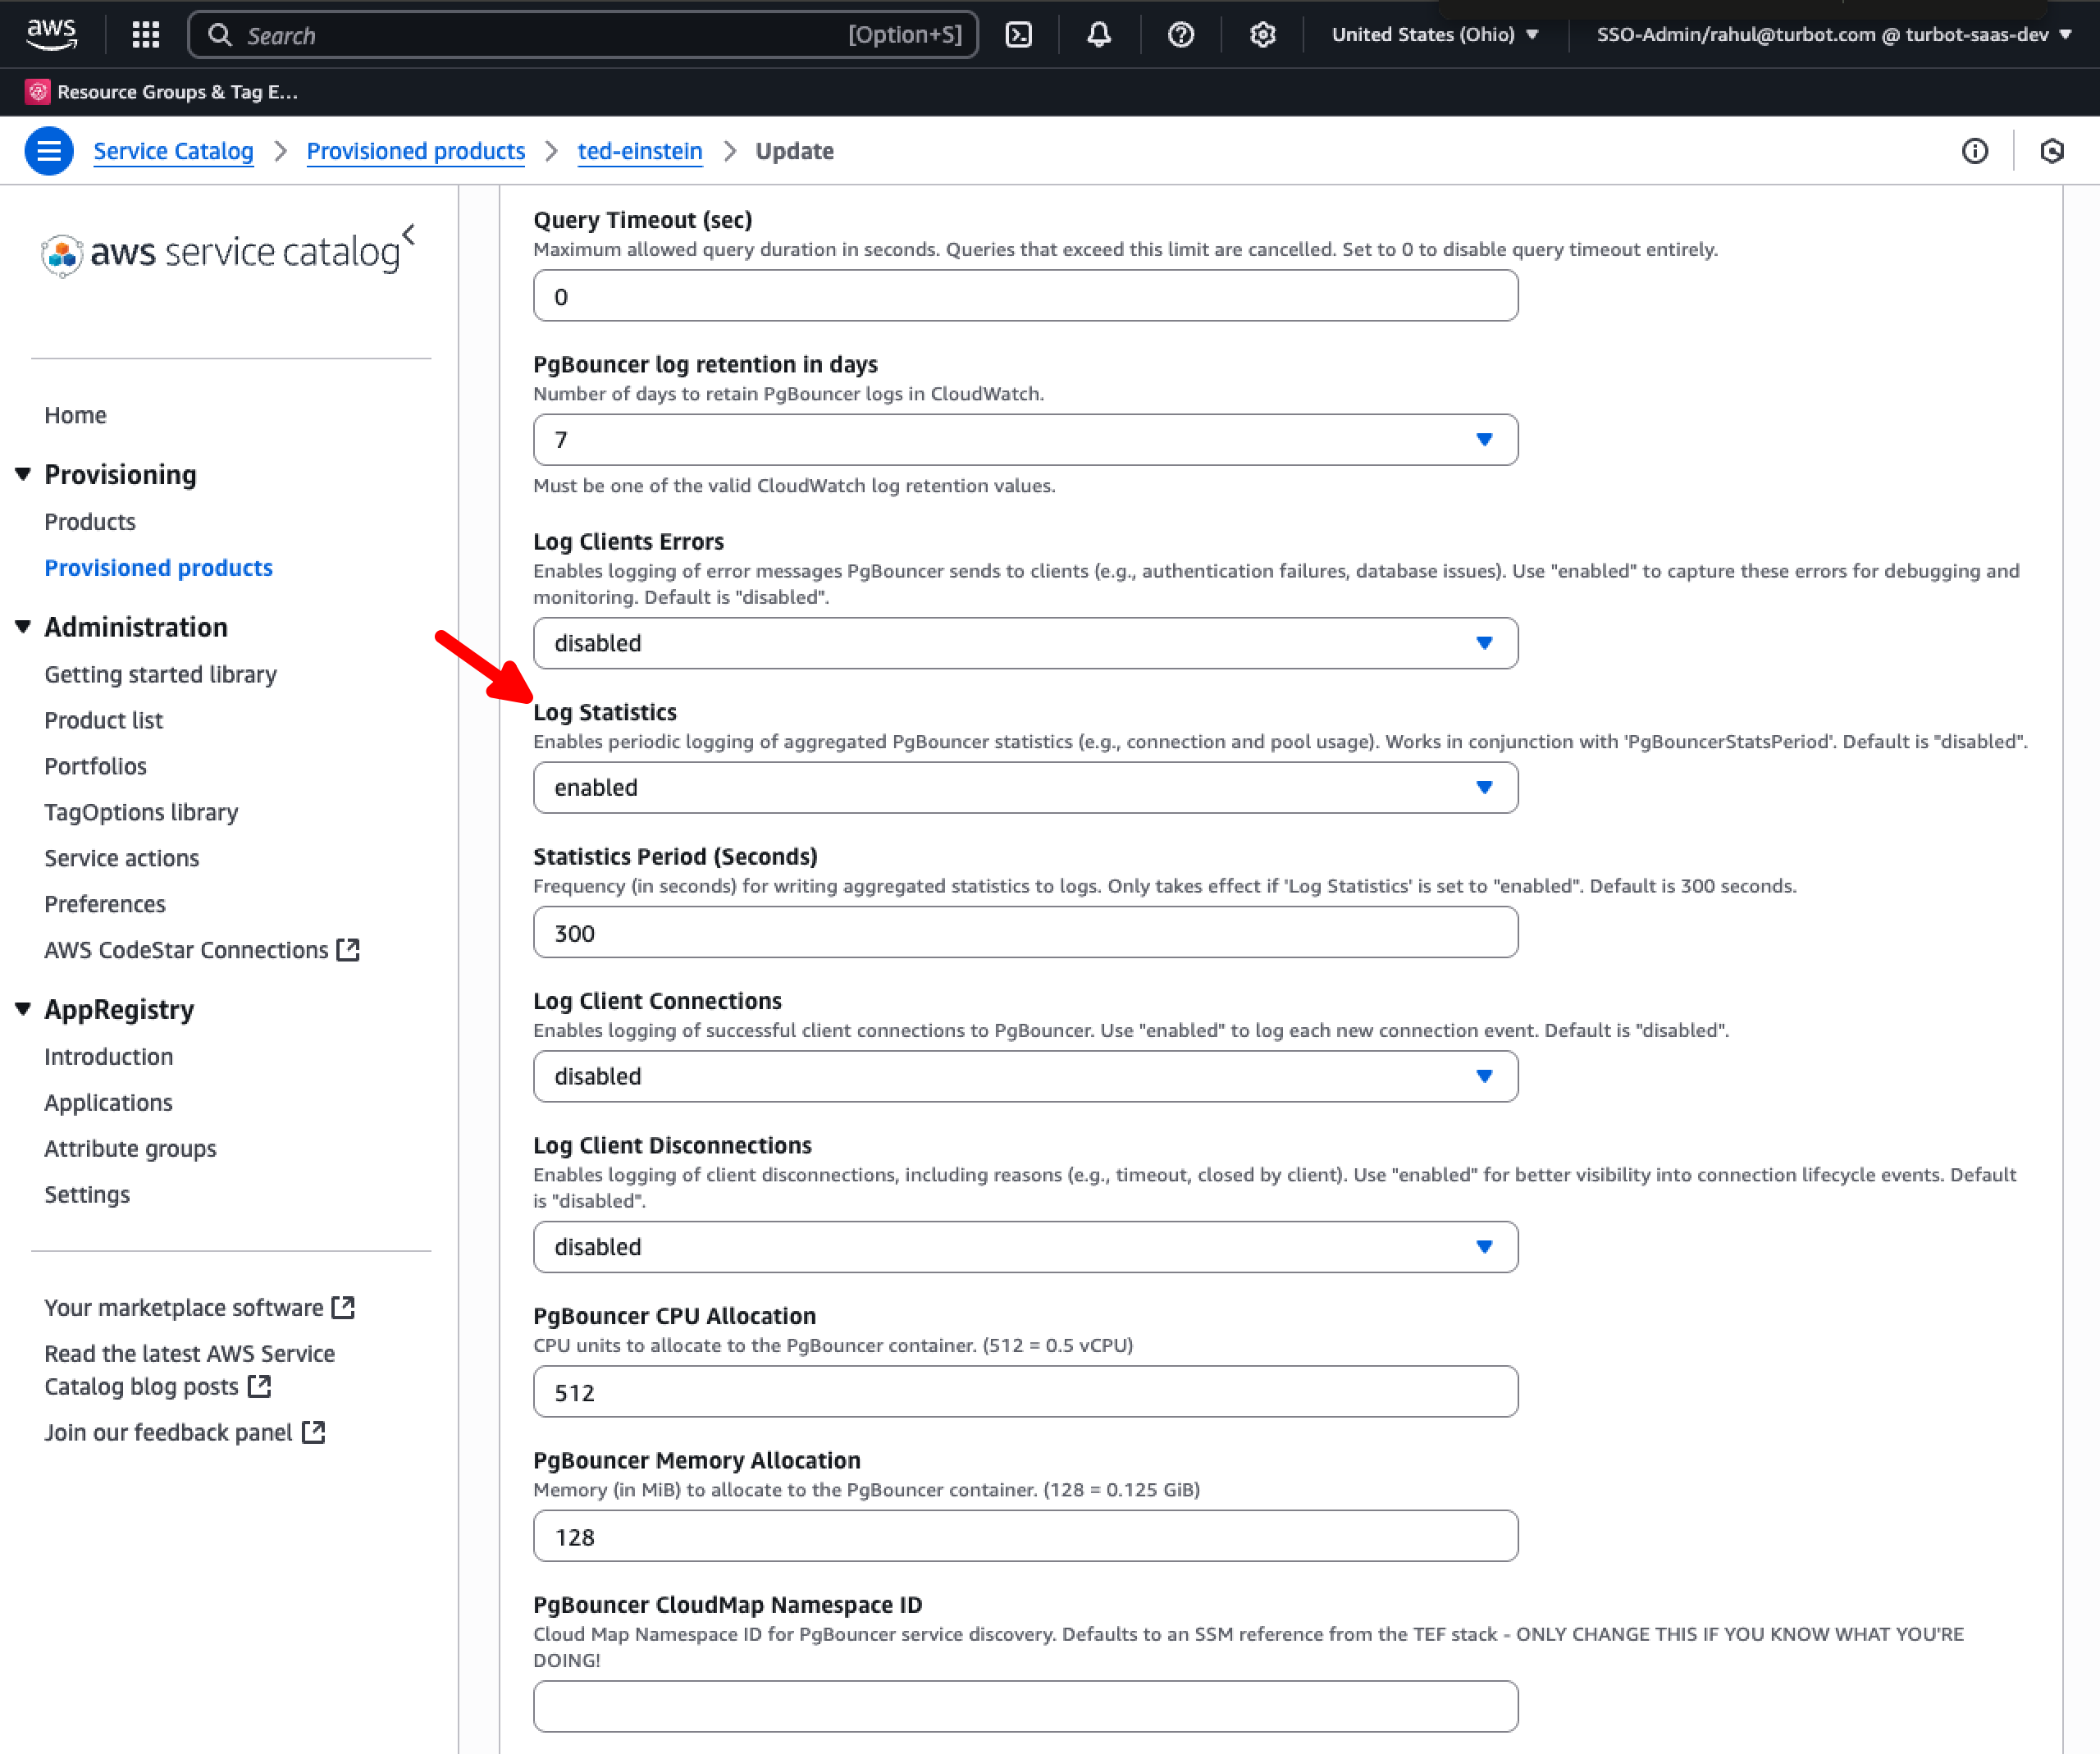 aws
Search
[Option+S]
United States (Ohio)
SSO-Admin/rahul@turbot.com @ turbot-saas-dev
Resource Groups & Tag E...
Service Catalog
Provisioned products
ted-einstein
Update
aws service catalog
Home
Provisioning
Products
Provisioned products
Administration
Getting started library
Product list
Portfolios
TagOptions library
Service actions
Preferences
AWS CodeStar Connections
AppRegistry
Introduction
Applications
Attribute groups
Settings
Your marketplace software
Read the latest AWS Service
Catalog blog posts
Join our feedback panel
Query Timeout (sec)
Maximum allowed query duration in seconds. Queries that exceed this limit are cancelled. Set to 0 to disable query timeout entirely.
0
PgBouncer log retention in days
Number of days to retain PgBouncer logs in CloudWatch.
7
Must be one of the valid CloudWatch log retention values.
Log Clients Errors
Enables logging of error messages PgBouncer sends to clients (e.g., authentication failures, database issues). Use "enabled" to capture these errors for debugging and
monitoring. Default is "disabled".
disabled
Log Statistics
Enables periodic logging of aggregated PgBouncer statistics (e.g., connection and pool usage). Works in conjunction with 'PgBouncerStatsPeriod'. Default is "disabled".
enabled
Statistics Period (Seconds)
Frequency (in seconds) for writing aggregated statistics to logs. Only takes effect if 'Log Statistics' is set to "enabled". Default is 300 seconds.
300
Log Client Connections
Enables logging of successful client connections to PgBouncer. Use "enabled" to log each new connection event. Default is "disabled".
disabled
Log Client Disconnections
Enables logging of client disconnections, including reasons (e.g., timeout, closed by client). Use "enabled" for better visibility into connection lifecycle events. Default
is "disabled".
disabled
PgBouncer CPU Allocation
CPU units to allocate to the PgBouncer container. (512 = 0.5 vCPU)
512
PgBouncer Memory Allocation
Memory (in MiB) to allocate to the PgBouncer container. (128 = 0.125 GiB)
128
PgBouncer CloudMap Namespace ID
Cloud Map Namespace ID for PgBouncer service discovery. Defaults to an SSM reference from the TEF stack - ONLY CHANGE THIS IF YOU KNOW WHAT YOU'RE
DOING!